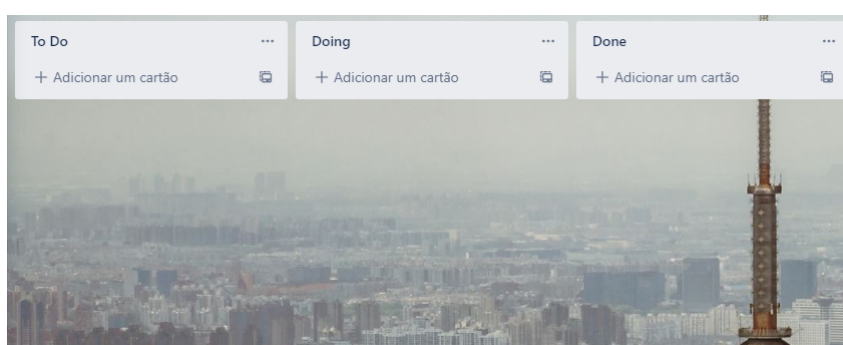 To Do
+ Adicionar um cartão
Doing
+ Adicionar um cartão
Done
+ Adicionar um cartão